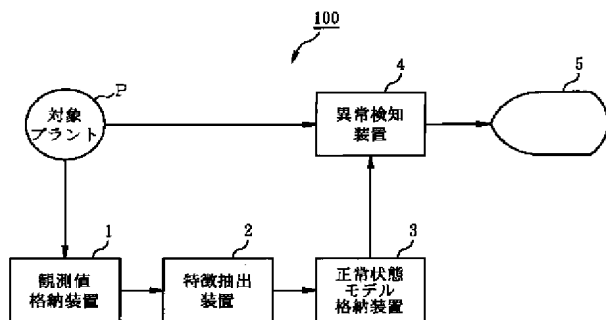 100
P
対象
プラント
4
異常検知
装置
5
1
観測値
格納装置
2
特徴抽出
装置
3
正常状態
モデル
格納装置